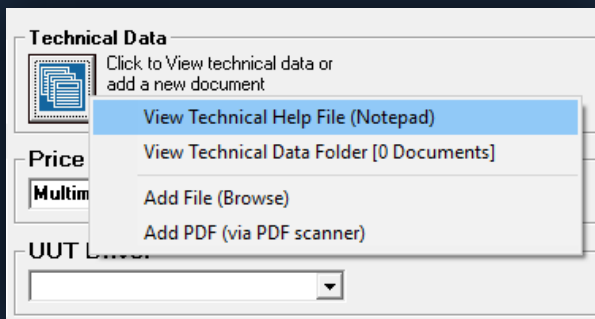 Technical Data
Click to View technical data or
add a new document
View Technical Help File (Notepad)
View Technical Data Folder [0 Documents]
Price
Multim
Add File (Browse)
Add PDF (via PDF scanner)
UUT